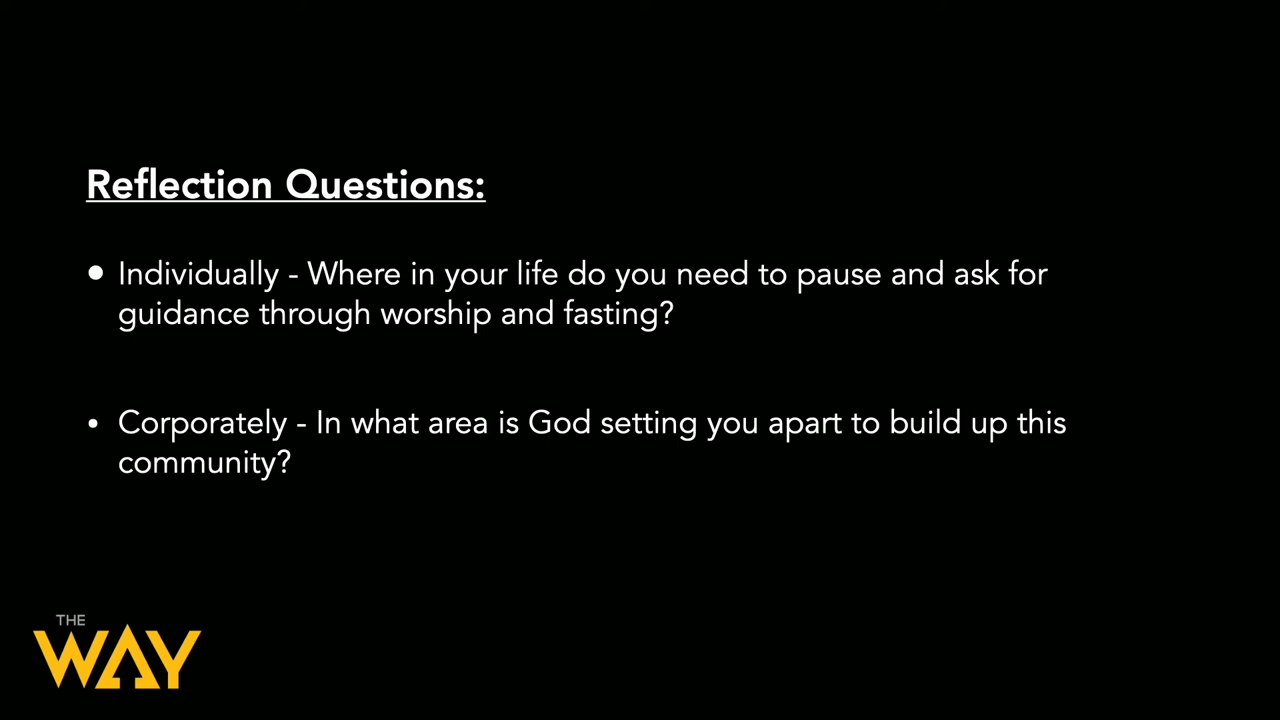 Reflection Questions:
• Individually - Where in your life do you need to pause and ask for
guidance through worship and fasting?
• Corporately - In what area is God setting you apart to build up this
community?
THE
WAY